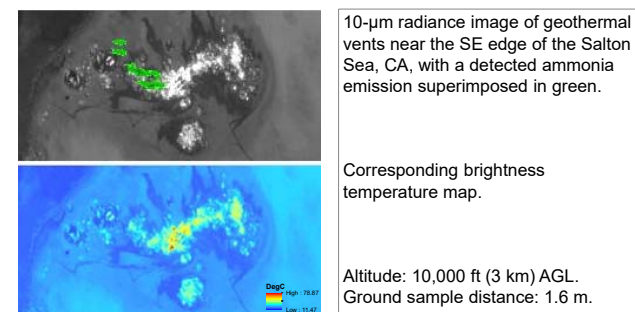 10-μm radiance image of geothermal
vents near the SE edge of the Salton
Sea, CA, with a detected ammonia
emission superimposed in green.
Corresponding brightness
temperature map.
DegC
High : 78.87
Low : 11.47
Altitude: 10,000 ft (3 km) AGL.
Ground sample distance: 1.6 m.